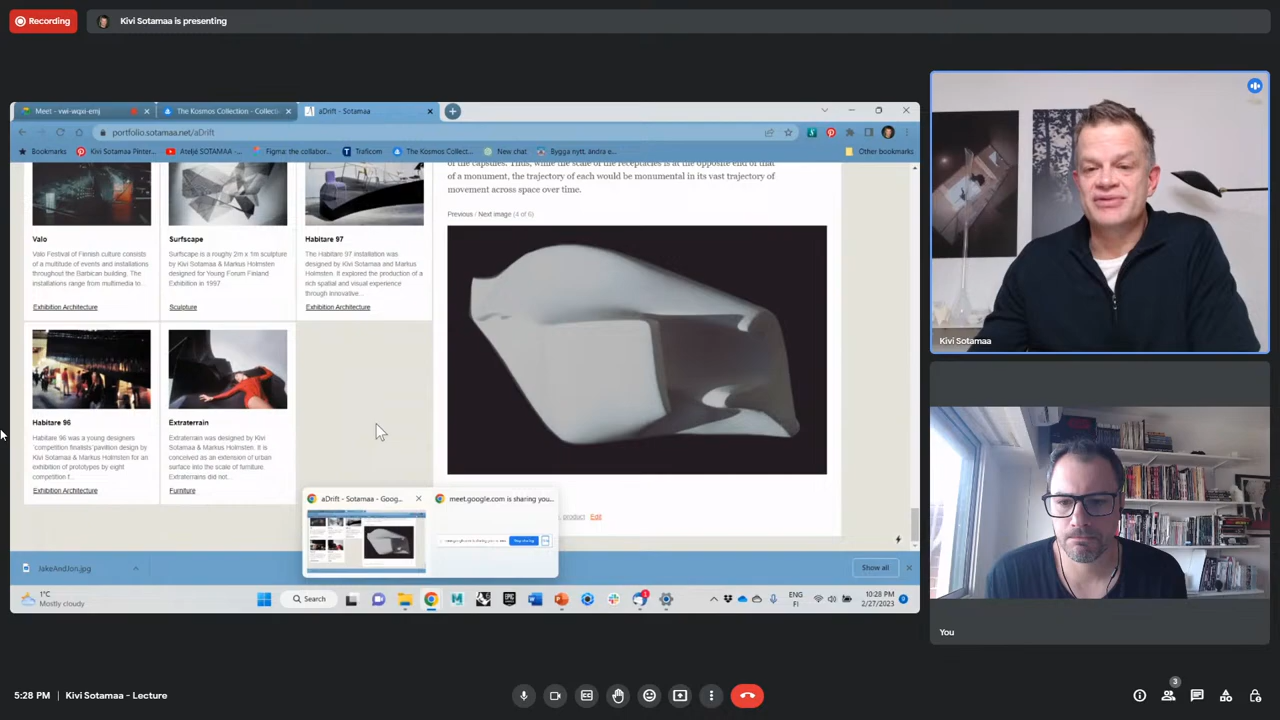 Recording
Kivi Sotamaa is presenting
Meet - vwi-wqxi-emj
The Kosmos Collection - Collecti
aDrift - Sotamaa
portfolio.sotamaa.net/aDrift
Bookmarks
Kivi Sotamaa Pinter...
Ateljé SOTAMAA -...
Figma: the collabor...
Traficom
The Kosmos Collect...
New chat
Bygga nytt, ändra e...
Other bookmarks
of the capsules. Thus, while the scale of the receptacles is at the opposite end of that
of a monument, the trajectory of each would be monumental in its vast trajectory of
movement across space over time.
Previous / Next image (4 of 6)
Valo
Valo Festival of Finnish culture consists
of a multitude of events and installations
throughout the Barbican building. The
installations range from multimedia to...
Exhibition Architecture
Surfscape
Surfscape is a roughly 2m x 1m sculpture
by Kivi Sotamaa & Markus Holmsten
designed for Young Forum Finland
Exhibition in 1997
Sculpture
Habitare 97
The Habitare 97 Installation was
designed by Kivi Sotamaa and Markus
Holmsten. It explored the production of a
rich spatial and visual experience
through innovative...
Exhibition Architecture
Habitare 96
Habitare 96 was a young designers
'competition finalists' pavilion design by
Kivi Sotamaa & Markus Holmsten for an
exhibition of prototypes by eight
competition f...
Exhibition Architecture
Extraterrain
Extraterrain was designed by Kivi
Sotamaa & Markus Holmsten. It is
conceived as an extension of urban
surface into the scale of furniture.
Extraterrains did not...
Furniture
aDrift - Sotamaa - Goog...
meet.google.com is sharing you...
Stop sharing
product Edit
JakeAndJon.jpg
Show all
1°C
Mostly cloudy
Search
ENG
FI
10:28 PM
2/27/2023
Kivi Sotamaa
You
5:28 PM | Kivi Sotamaa - Lecture
3